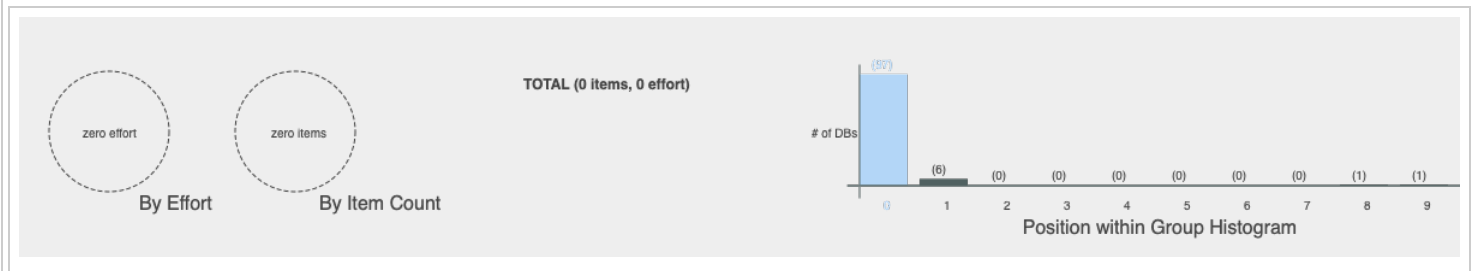 TOTAL (0 items, 0 effort)
zero effort
zero items
By Effort
By Item Count
(97)
# of DBs
(6) (0) (0) (0) (0) (0) (0) (1) (1)
0 1 2 3 4 5 6 7 8 9
Position within Group Histogram